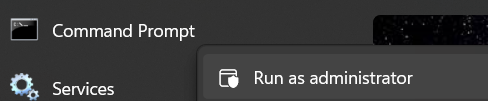 Command Prompt
Run as administrator
Services